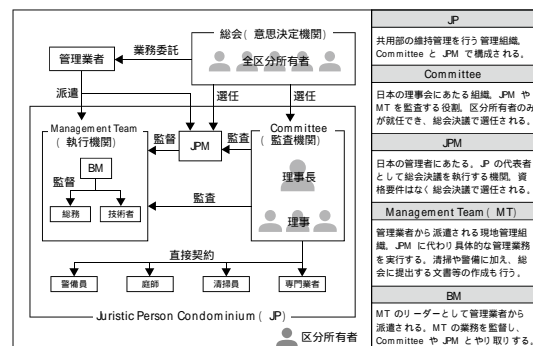 総会(意思決定機関)
全区分所有者
業務委託
管理業者
派遣
選任
選任
Management Team
(執行機関)
監督
JPM
監査
Committee
(監査機関)
BM
監督
総務
技術者
監査
理事長
理事
直接契約
警備員
庭師
清掃員
専門業者
Juristic Person Condominium(JP)
区分所有者
JP
共用部の維持管理を行う管理組織。
Committee と JPM で構成される。
Committee
日本の理事会にあたる組織。JPM や
MT を監査する役割。区分所有者のみ
が就任でき、総会決議で選任される。
JPM
日本の管理者にあたる。JP の代表者
として総会決議を執行する機関。資
格要件はなく総会決議で選任される。
Management Team(MT)
管理業者から派遣される現地管理組
織。JPM に代わり具体的な管理業務
を実行する。清掃や警備に加え、総
会に提出する文書等の作成も行う。
BM
MT のリーダーとして管理業者から
派遣される。MT の業務を監督し、
Committee や JPM とやり取りする。